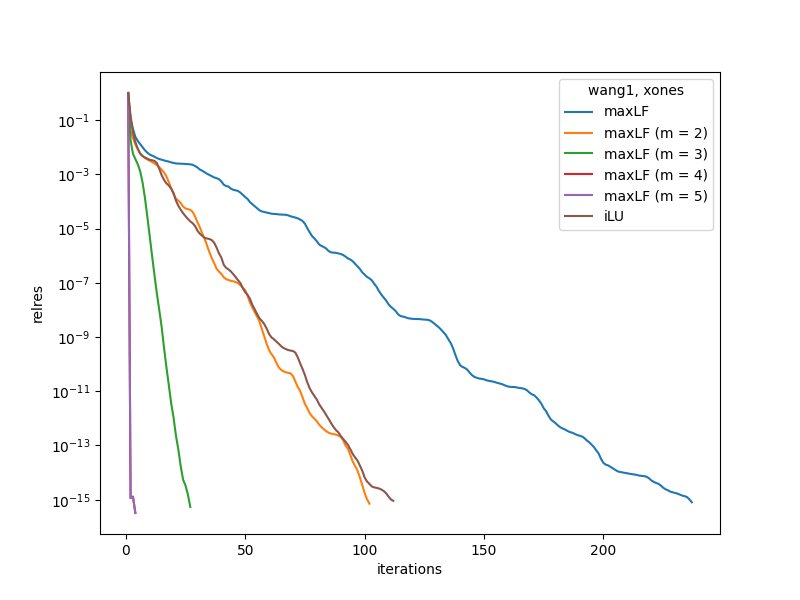 wang1, xones
maxLF
maxLF (m = 2)
maxLF (m = 3)
maxLF (m = 4)
maxLF (m = 5)
iLU
10⁻¹
10⁻³
10⁻⁵
10⁻⁷
10⁻⁹
10⁻¹¹
10⁻¹³
10⁻¹⁵
relres
0 50 100 150 200
iterations